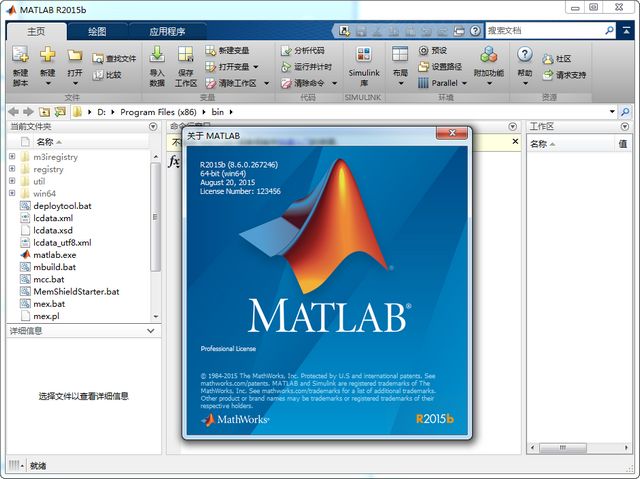 MATLAB R2015b
主页
绘图
应用程序
搜索文档
新建
脚本
新建
打开
查找文件
比较
文件
导入
数据
保存
工作区
新建变量
打开变量
清除工作区
变量
分析代码
运行并计时
清除命令
代码
Simulink
库
SIMULINK
布局
预设
设置路径
Parallel
环境
附加功能
帮助
社区
请求支持
资源
D: Program Files (x86) bin
当前文件夹
名称
m3iregistry
registry
util
win64
deploytool.bat
lcdata.xml
lcdata.xsd
lcdata_utf8.xml
matlab.exe
mbuild.bat
mcc.bat
MemShieldStarter.bat
mex.bat
mex.pl
详细信息
选择文件以查看详细信息
fx
关于 MATLAB
R2015b (8.6.0.267246)
64-bit (win64)
August 20, 2015
License Number: 123456
MATLAB®
Professional License
© 1984-2015 The MathWorks, Inc. Protected by U.S and international patents. See
mathworks.com/patents. MATLAB and Simulink are registered trademarks of The
MathWorks, Inc. See mathworks.com/trademarks for a list of additional trademarks.
Other product or brand names may be trademarks or registered trademarks of their
respective holders.
MathWorks®
R2015b
工作区
名称
值
就绪